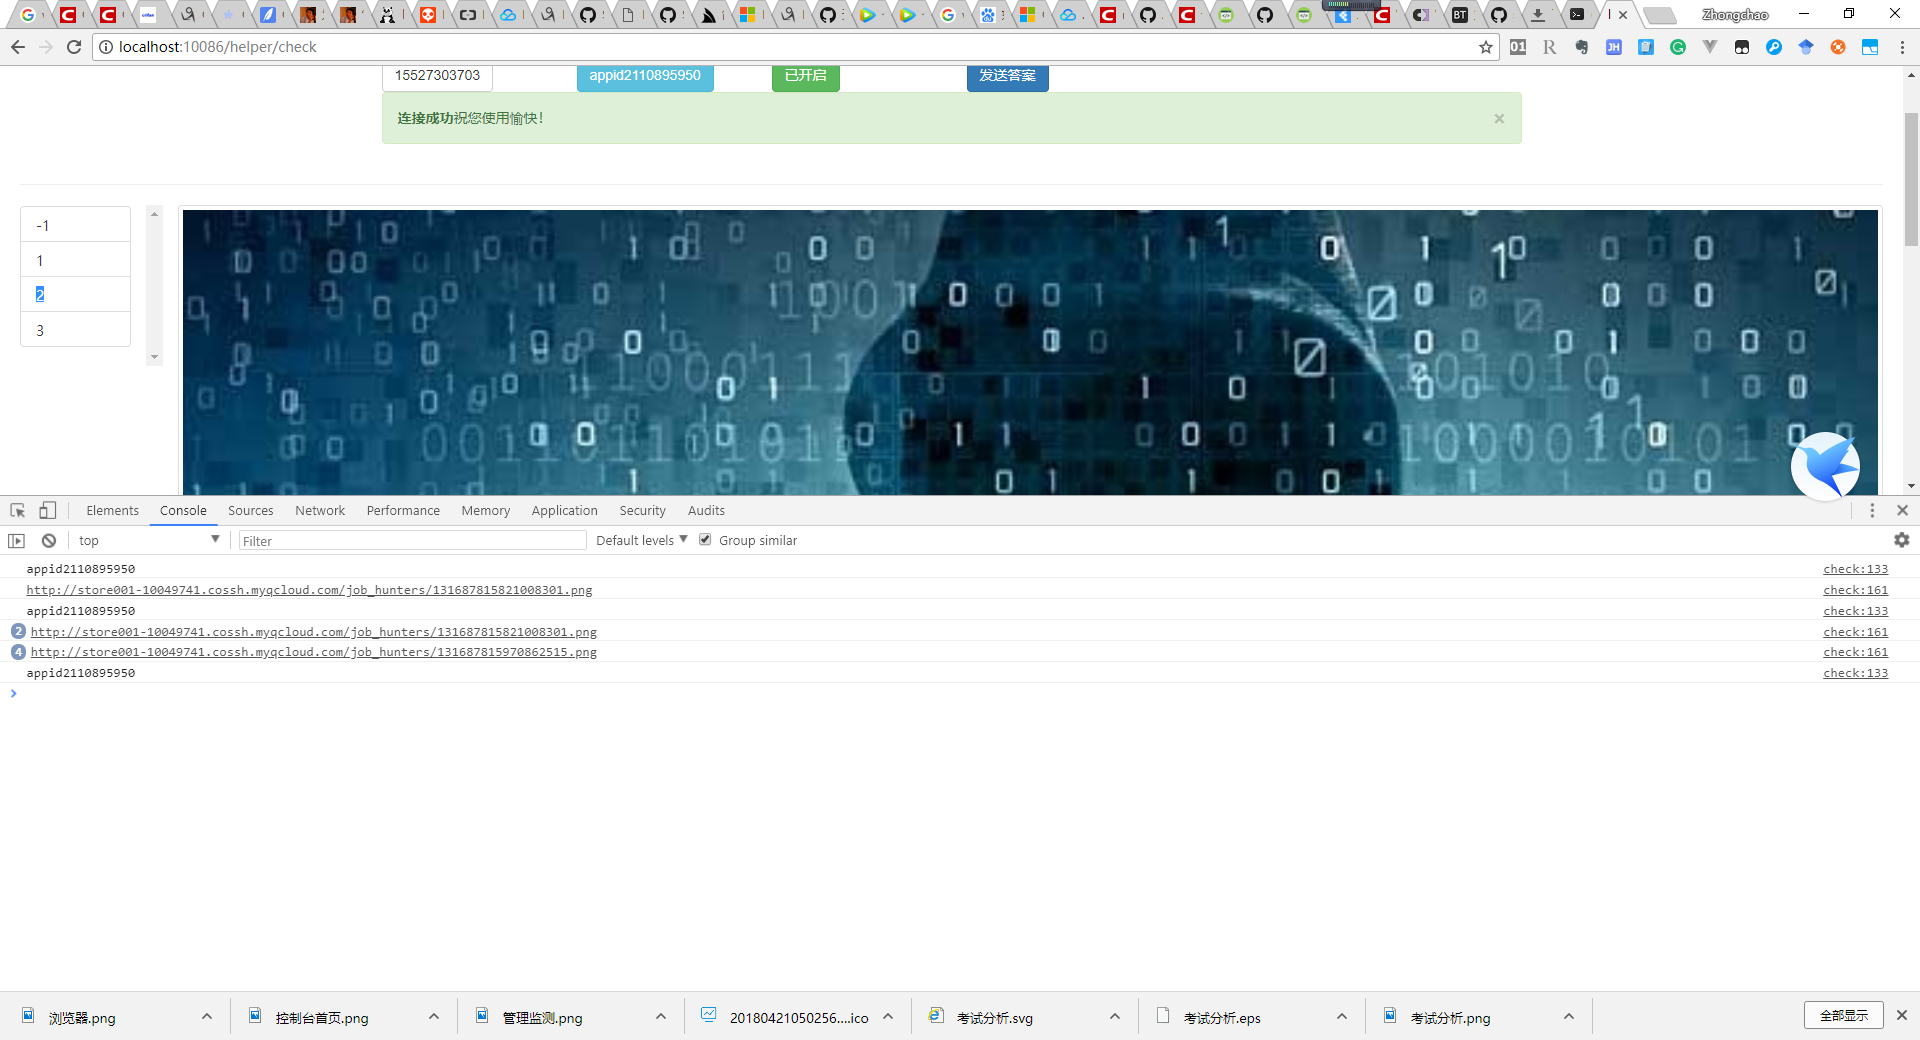 Zhongchao
localhost:10086/helper/check
15527303703
appid2110895950
已开启
发送答案
连接成功祝您使用愉快！
×
-1
1
2
3
Elements Console Sources Network Performance Memory Application Security Audits
top Filter Default levels Group similar
appid2110895950 check:133
http://store001-10049741.cossh.myqcloud.com/job_hunters/131687815821008301.png check:161
appid2110895950 check:133
2 http://store001-10049741.cossh.myqcloud.com/job_hunters/131687815821008301.png check:161
4 http://store001-10049741.cossh.myqcloud.com/job_hunters/131687815970862515.png check:161
appid2110895950 check:133
浏览器.png 控制台首页.png 管理监测.png 20180421050256....ico 考试分析.svg 考试分析.eps 考试分析.png 全部显示